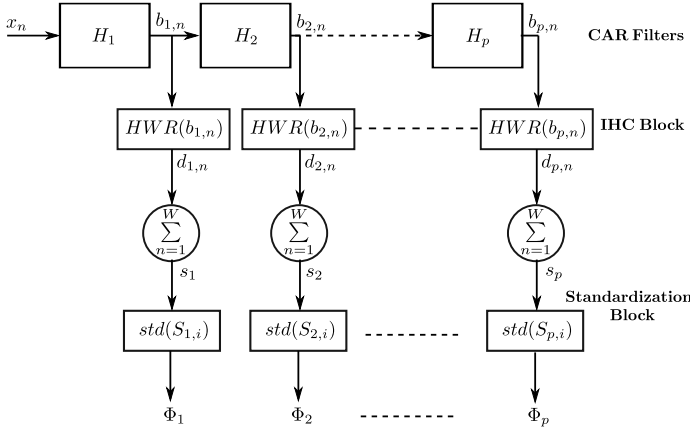 x_n b_{1,n} b_{2,n} b_{p,n}
H_1 H_2 H_p CAR Filters
HWR(b_{1,n}) HWR(b_{2,n}) HWR(b_{p,n}) IHC Block
d_{1,n} d_{2,n} d_{p,n}
W W W
∑ ∑ ∑
n=1 n=1 n=1
s_1 s_2 s_p
Standardization
Block
std(S_{1,i}) std(S_{2,i}) std(S_{p,i})
Φ_1 Φ_2 Φ_p